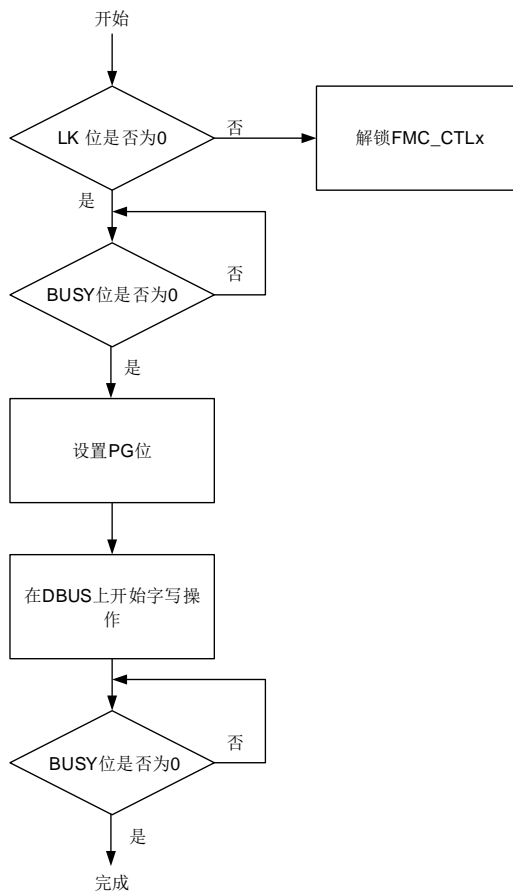 开始
LK 位是否为0
否
解锁FMC_CTLx
是
BUSY位是否为0
否
是
设置PG位
在DBUS上开始字写操
作
BUSY位是否为0
否
是
完成